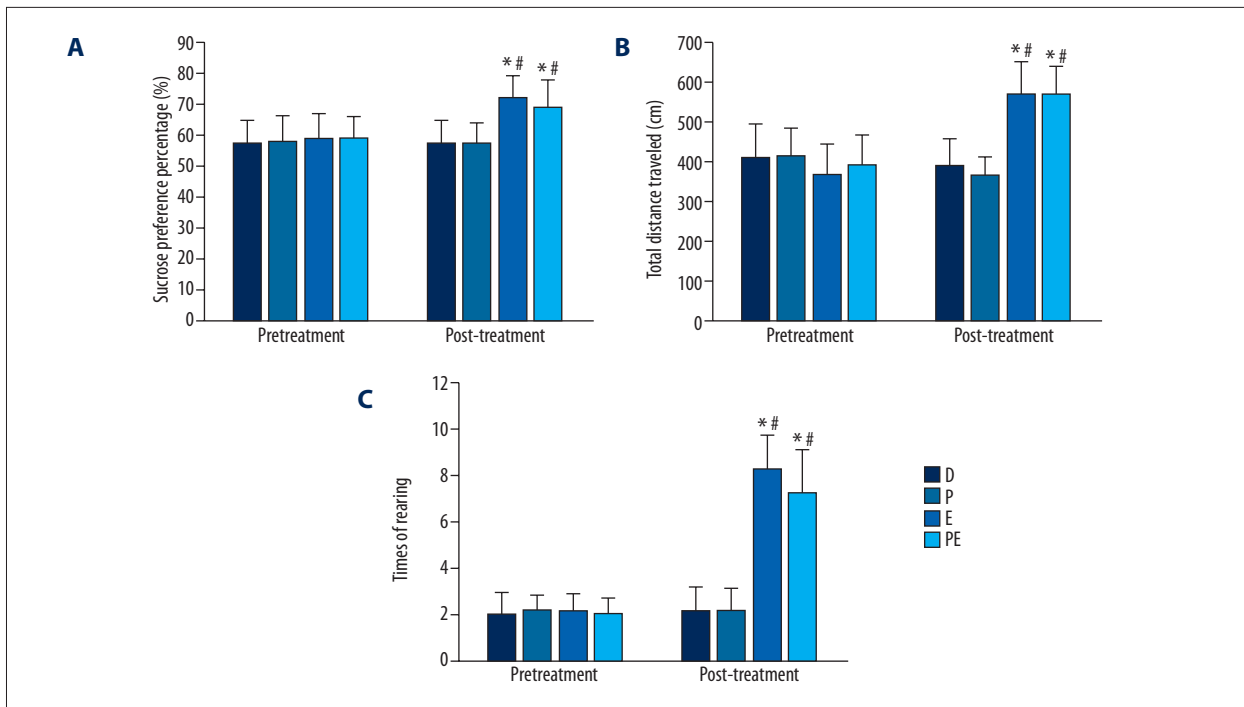 A
Sucrose preference percentage (%)
90
80
70
60
50
40
30
20
10
0
*# *#
Pretreatment Post-treatment
B
Total distance traveled (cm)
700
600
500
400
300
200
100
0
*# *#
Pretreatment Post-treatment
C
Times of rearing
12
10
8
6
4
2
0
*# *#
Pretreatment Post-treatment
D
P
E
PE